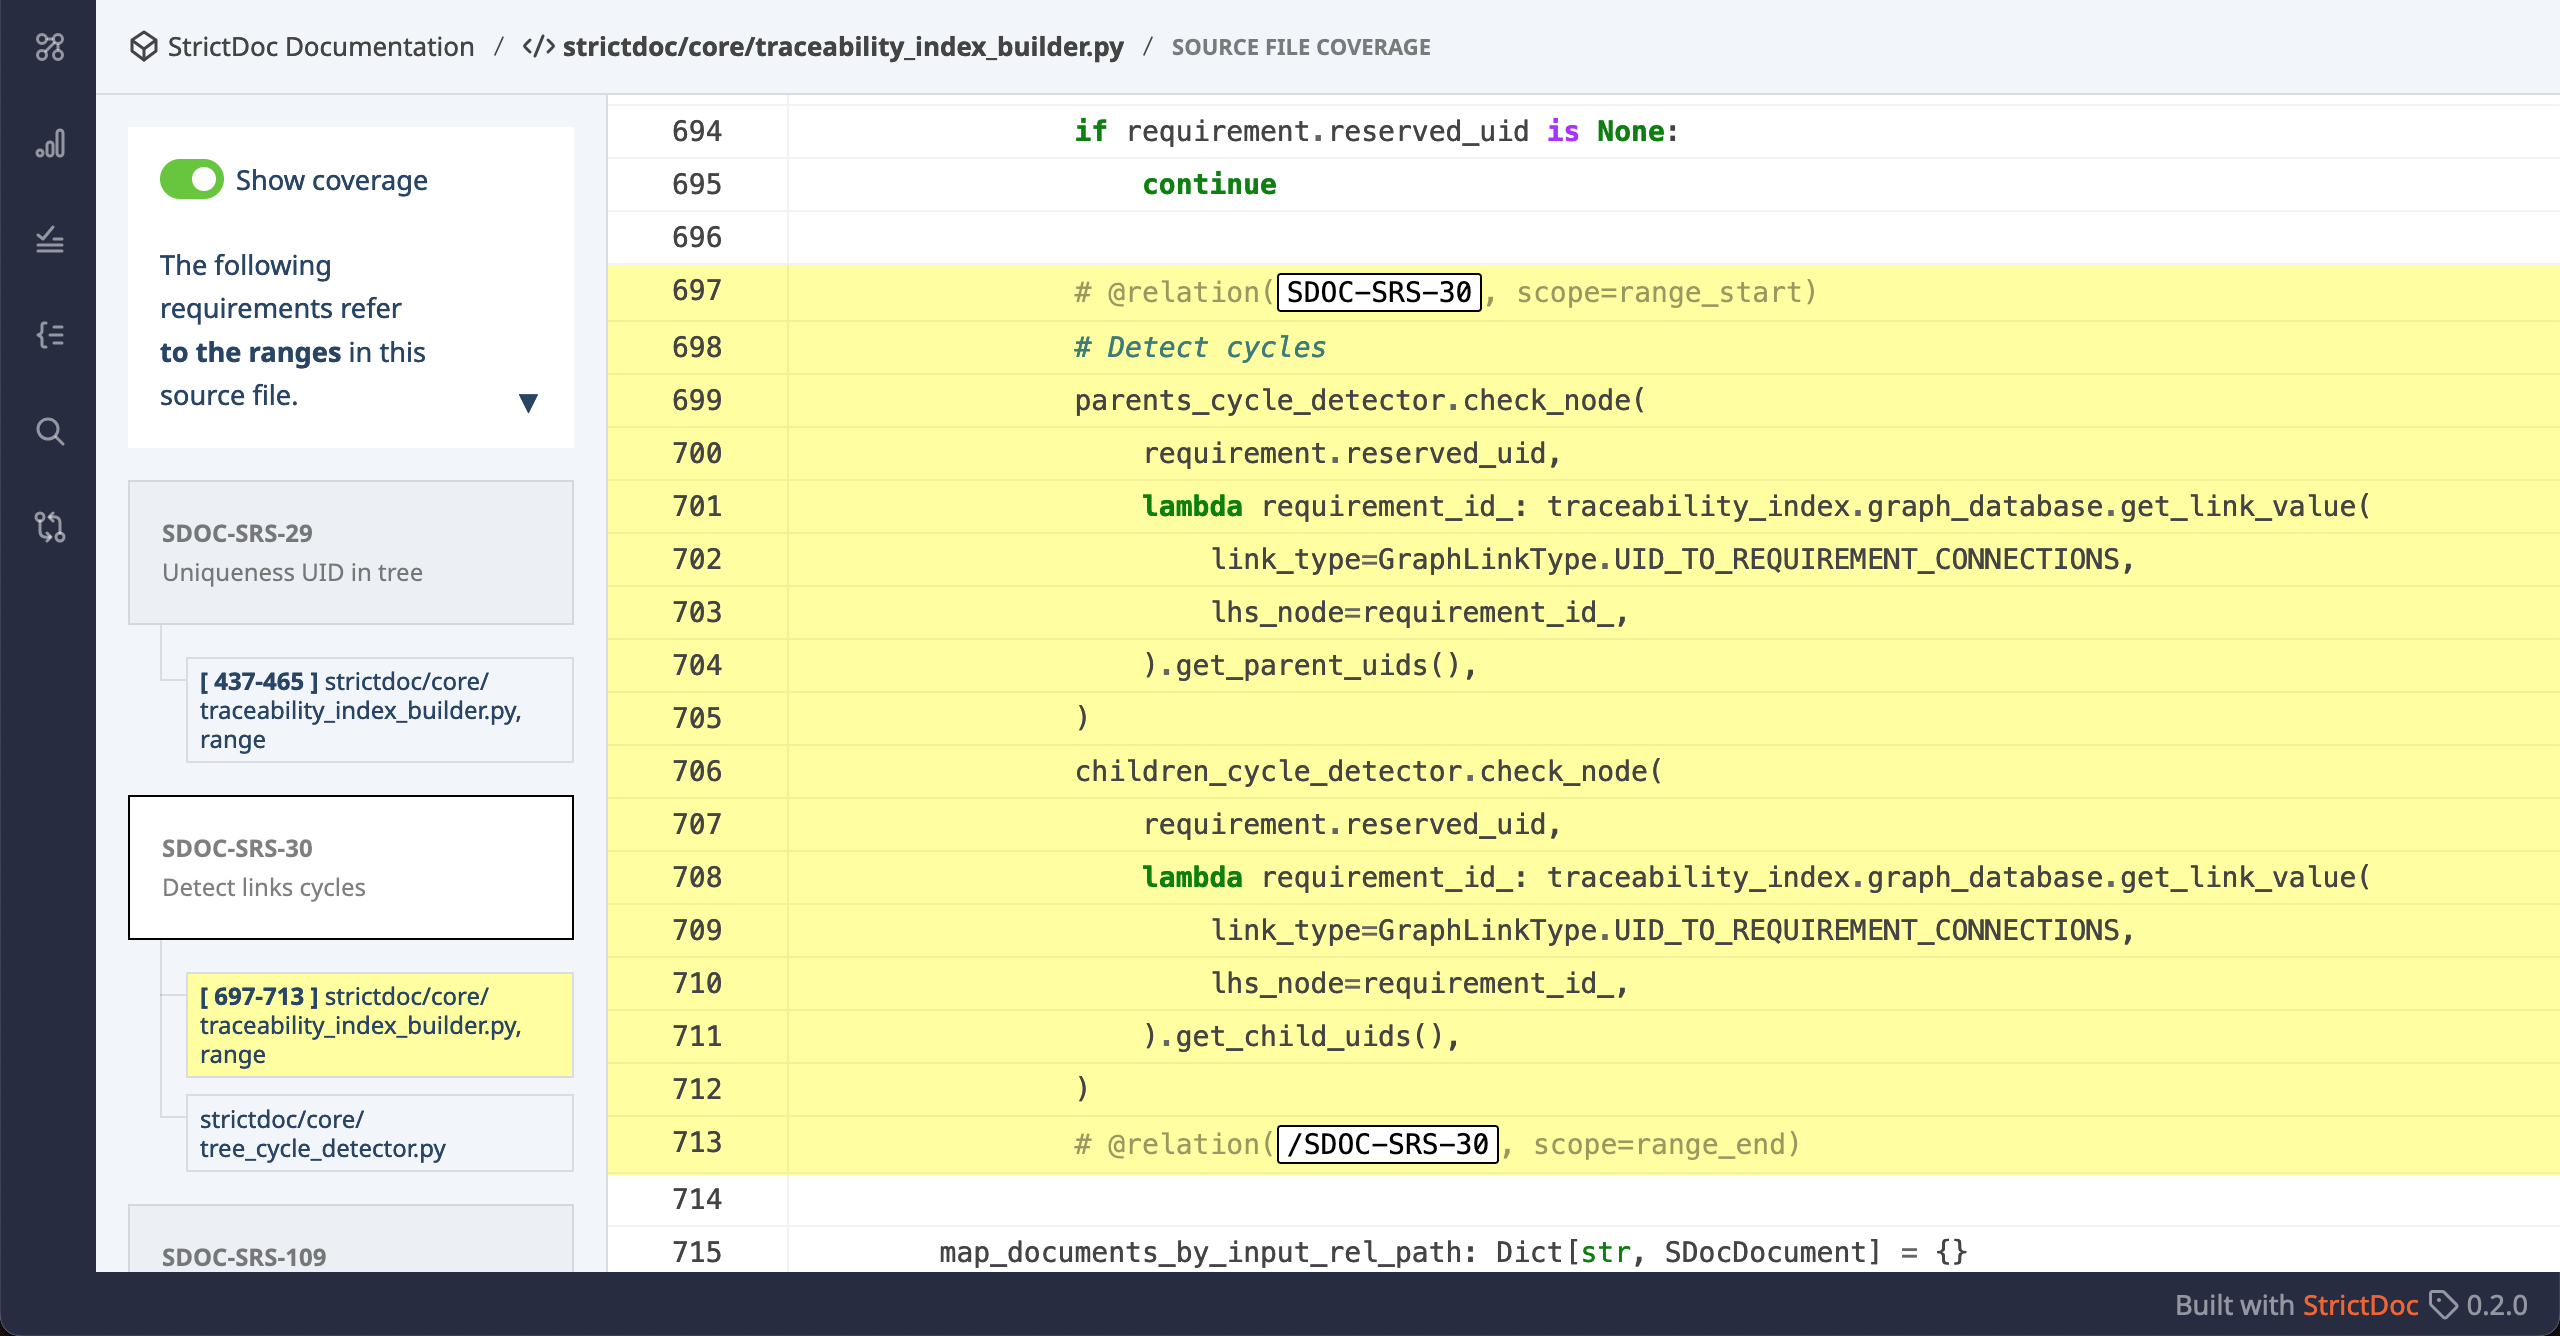 StrictDoc Documentation / </> strictdoc/core/traceability_index_builder.py / SOURCE FILE COVERAGE
Show coverage
The following
requirements refer
to the ranges in this
source file. ▼
SDOC-SRS-29
Uniqueness UID in tree
[ 437-465 ] strictdoc/core/
traceability_index_builder.py,
range
SDOC-SRS-30
Detect links cycles
[ 697-713 ] strictdoc/core/
traceability_index_builder.py,
range
strictdoc/core/
tree_cycle_detector.py
SDOC-SRS-109
694 if requirement.reserved_uid is None:
695 continue
696
697 # @relation(SDOC-SRS-30, scope=range_start)
698 # Detect cycles
699 parents_cycle_detector.check_node(
700 requirement.reserved_uid,
701 lambda requirement_id_: traceability_index.graph_database.get_link_value(
702 link_type=GraphLinkType.UID_TO_REQUIREMENT_CONNECTIONS,
703 lhs_node=requirement_id_,
704 ).get_parent_uids(),
705 )
706 children_cycle_detector.check_node(
707 requirement.reserved_uid,
708 lambda requirement_id_: traceability_index.graph_database.get_link_value(
709 link_type=GraphLinkType.UID_TO_REQUIREMENT_CONNECTIONS,
710 lhs_node=requirement_id_,
711 ).get_child_uids(),
712 )
713 # @relation(/SDOC-SRS-30, scope=range_end)
714
715 map_documents_by_input_rel_path: Dict[str, SDocDocument] = {}
Built with StrictDoc 0.2.0